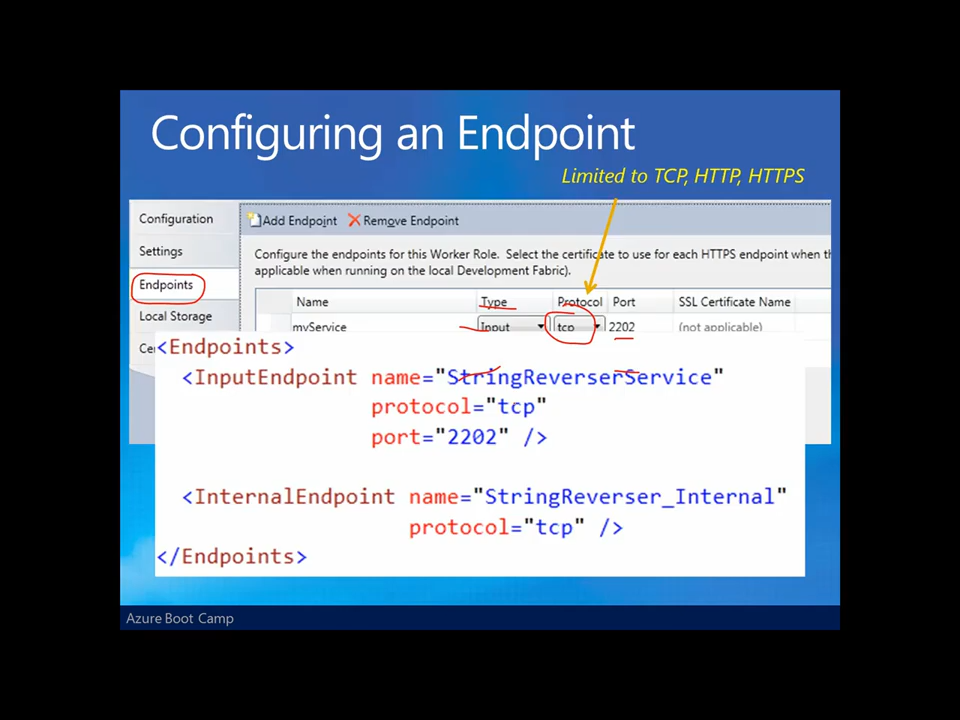 Configuring an Endpoint
Limited to TCP, HTTP, HTTPS
Configuration
Settings
Endpoints
Local Storage
Add Endpoint Remove Endpoint
Configure the endpoints for this Worker Role. Select the certificate to use for each HTTPS endpoint when th
applicable when running on the local Development Fabric).
Name Type Protocol Port SSL Certificate Name
myService Input tcp 2202 (not applicable)
<Endpoints>
<InputEndpoint name="StringReverserService"
protocol="tcp"
port="2202" />
<InternalEndpoint name="StringReverser_Internal"
protocol="tcp" />
</Endpoints>
Azure Boot Camp